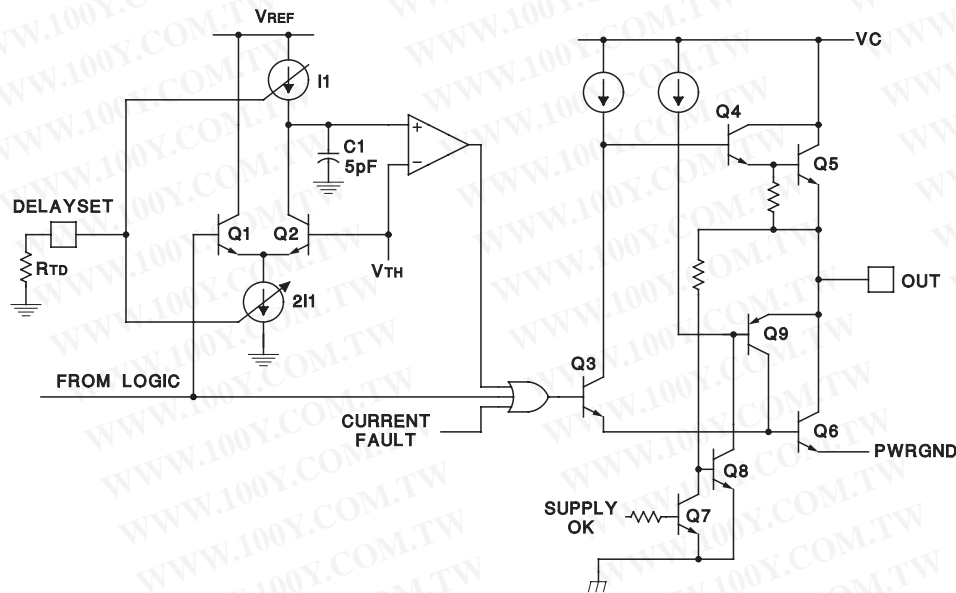 VREF
VC
I1
Q4
C1
5pF
+
−
Q5
DELAYSET
Q1
Q2
RTD
VTH
OUT
2I1
Q9
Q3
FROM LOGIC
CURRENT
FAULT
Q6
PWRGND
Q8
SUPPLY
OK
Q7
WWW.100Y.COM.TW